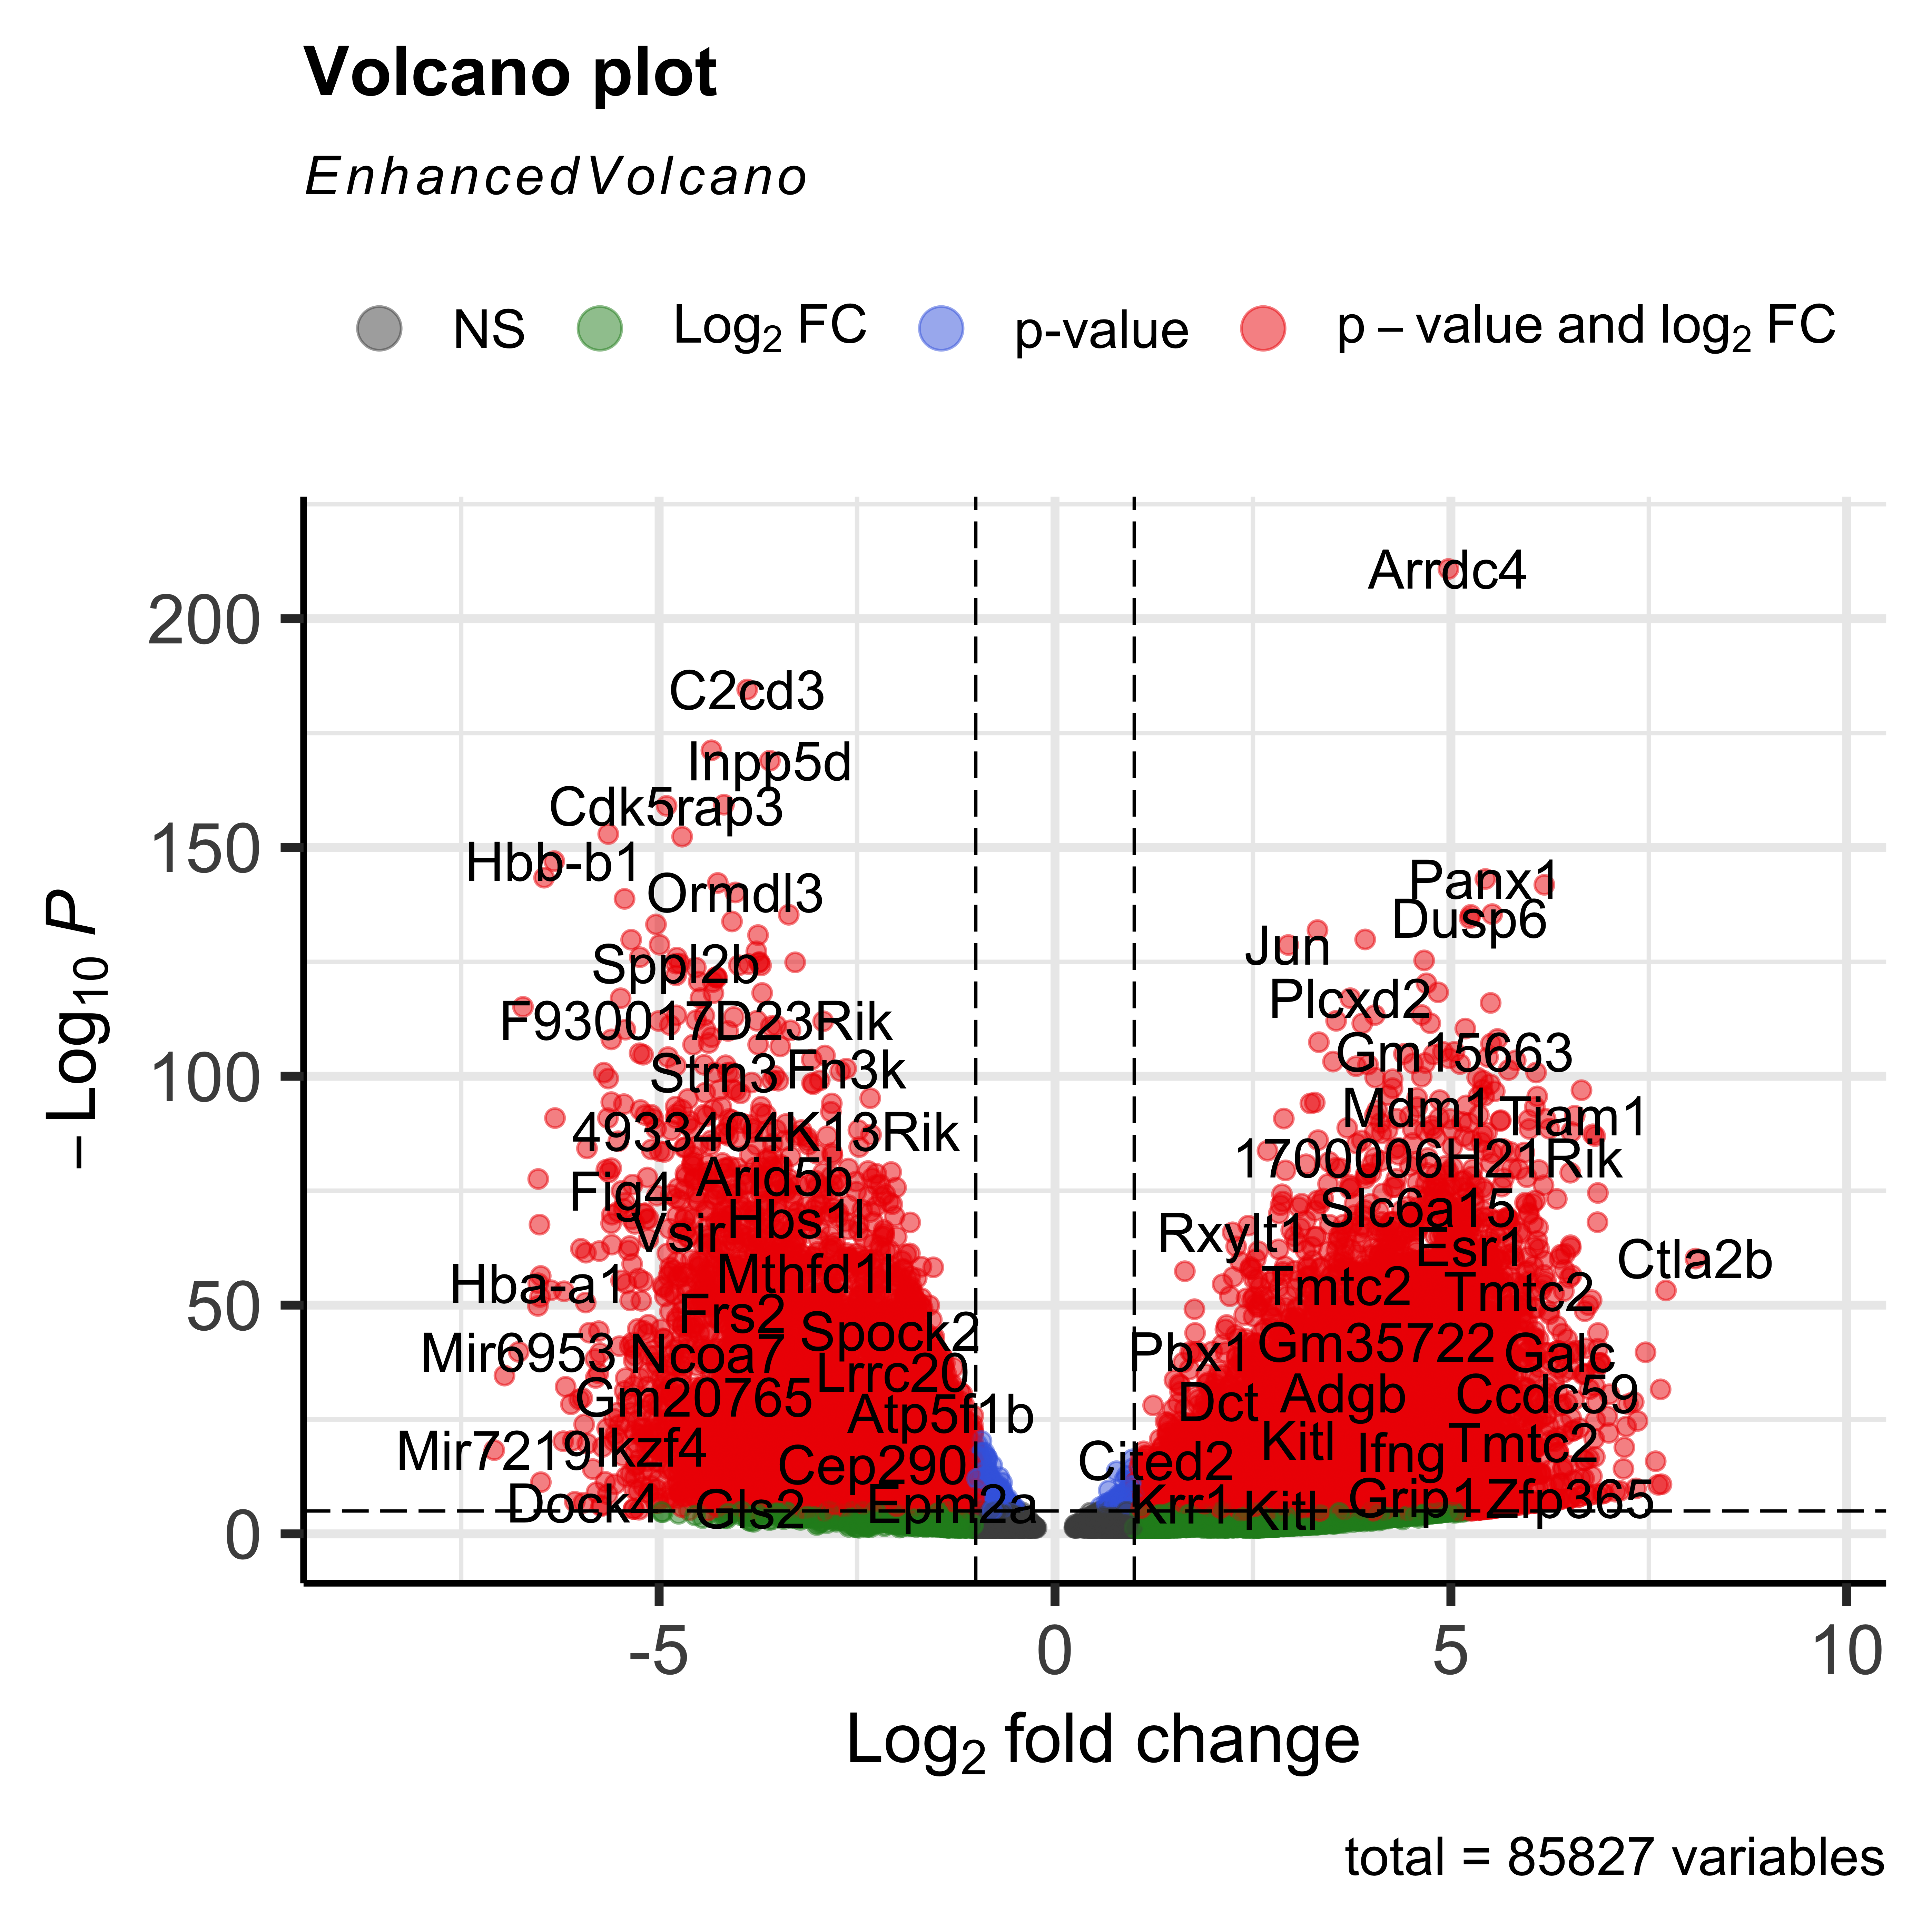 Volcano plot
EnhancedVolcano
NS Log2 FC p-value p – value and log2 FC
– Log10 P
200
150
100
50
0
Arrdc4
C2cd3
Inpp5d
Cdk5rap3
Hbb-b1
Panx1
Ormdl3
Dusp6
Jun
Sppl2b
Plcxd2
F930017D23Rik
Gm15663
Strn3 Fn3k
Mdm1 Tiam1
4933404K13Rik
1700006H21Rik
Arid5b
Fig4
Slc6a15
Hbs1l
Vsir
Rxylt1
Esr1
Ctla2b
Mthfd1l
Hba-a1
Tmtc2
Tmtc2
Frs2
Spock2
Gm35722
Mir6953
Ncoa7
Pbx1
Galc
Lrrc20
Gm20765
Dct
Adgb
Ccdc59
Atp5f1b
Kitl
Mir7219
Ikzf4
Ifng
Tmtc2
Cep290
Cited2
Dock4
Gls2
Epm2a
Krr1
Kitl
Grip1
Zfp365
-5 0 5 10
Log2 fold change
total = 85827 variables